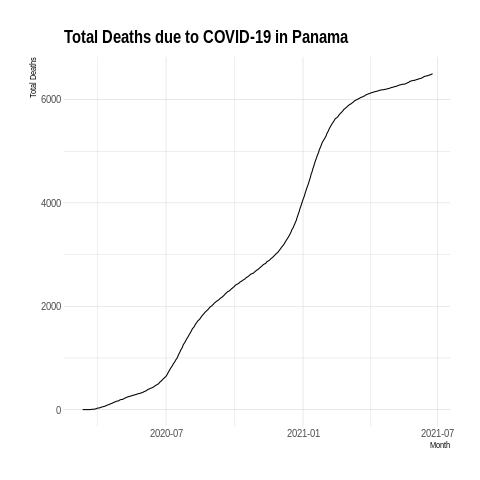 Total Deaths due to COVID-19 in Panama
Total Deaths
6000
4000
2000
0
2020-07 2021-01 2021-07
Month